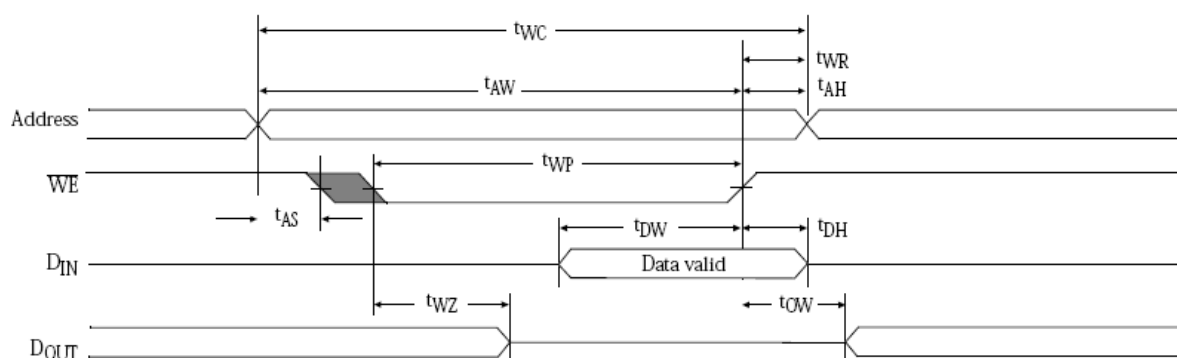 tWC
tWR
tAW
tAH
Address
tWP
WE
tAS
tDW
tDH
DIN
Data valid
tWZ
tOW
DOUT